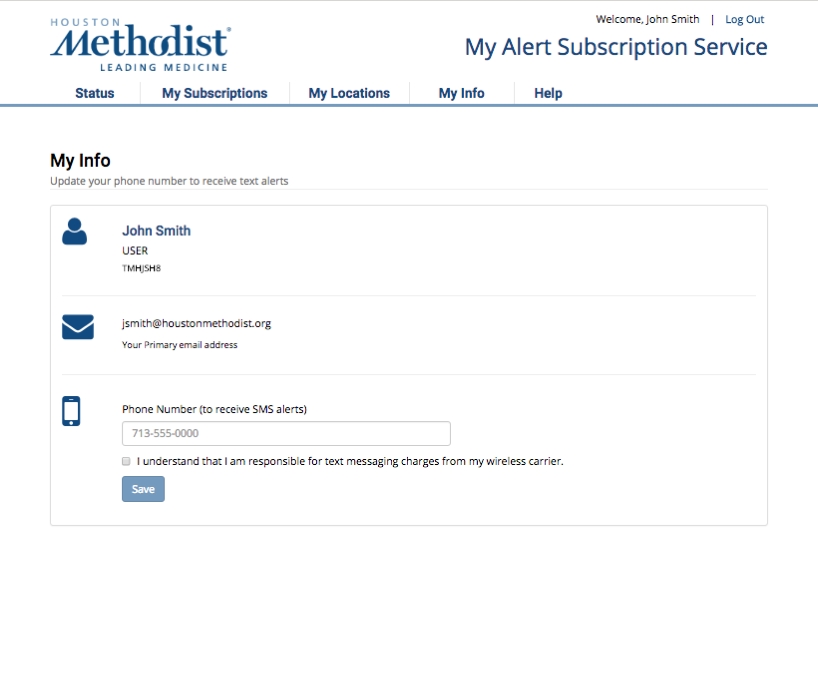 HOUSTON
Methodist®
LEADING MEDICINE
Welcome, John Smith | Log Out
My Alert Subscription Service
Status My Subscriptions My Locations My Info Help
My Info
Update your phone number to receive text alerts
John Smith
USER
TMHJSH8
jsmith@houstonmethodist.org
Your Primary email address
Phone Number (to receive SMS alerts)
713-555-0000
I understand that I am responsible for text messaging charges from my wireless carrier.
Save